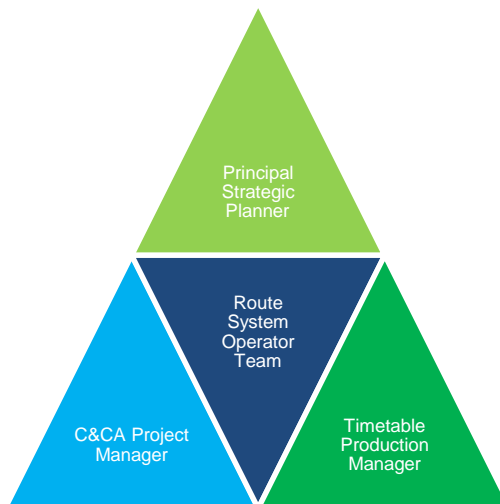 Principal
Strategic
Planner
Route
System
Operator
Team
C&CA Project
Manager
Timetable
Production
Manager